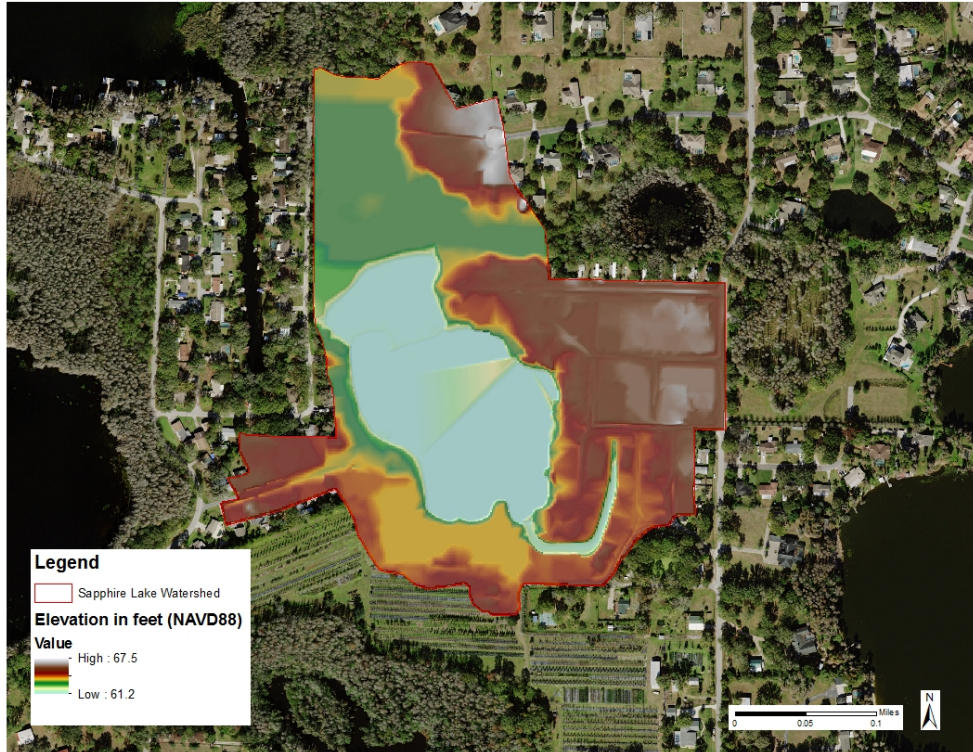 Legend
Sapphire Lake Watershed
Elevation in feet (NAVD88)
Value
High : 67.5
Low : 61.2
N
Miles
0 0.05 0.1